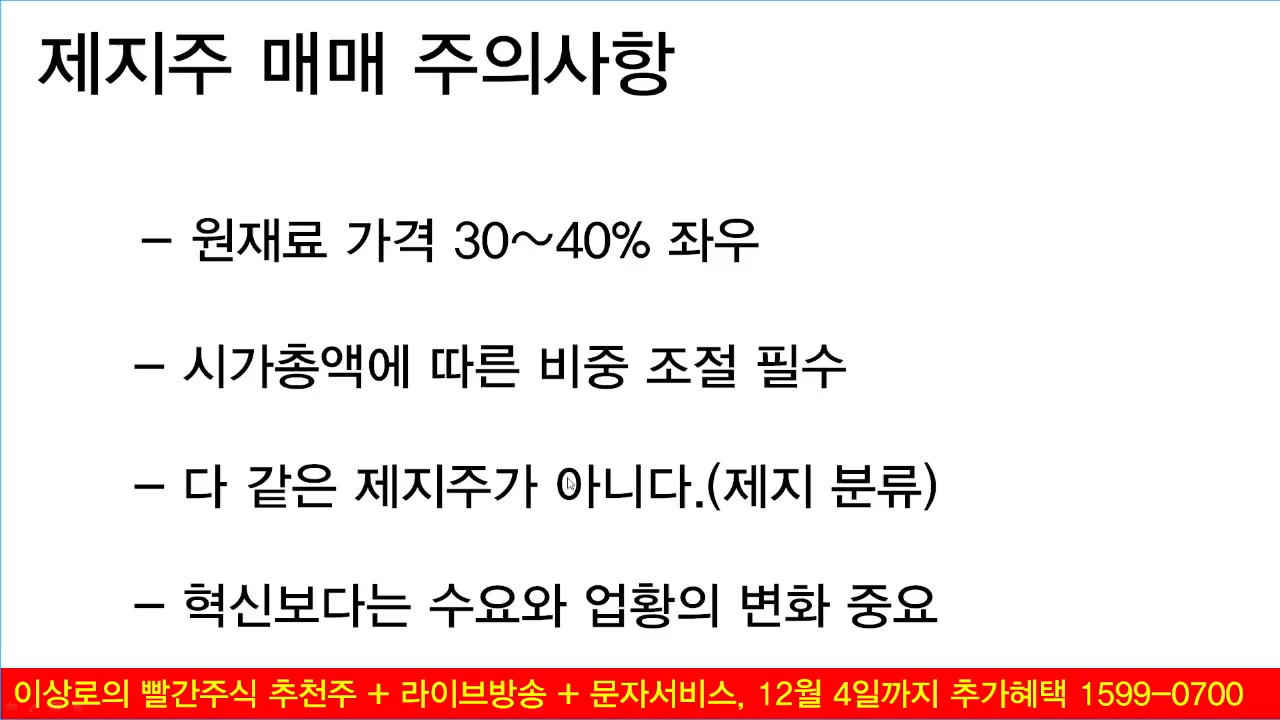 제지주 매매 주의사항
- 원재료 가격 30~40% 좌우
- 시가총액에 따른 비중 조절 필수
- 다 같은 제지주가 아니다.(제지 분류)
- 혁신보다는 수요와 업황의 변화 중요
이상로의 빨간주식 추천주 + 라이브방송 + 문자서비스, 12월 4일까지 추가혜택 1599-0700